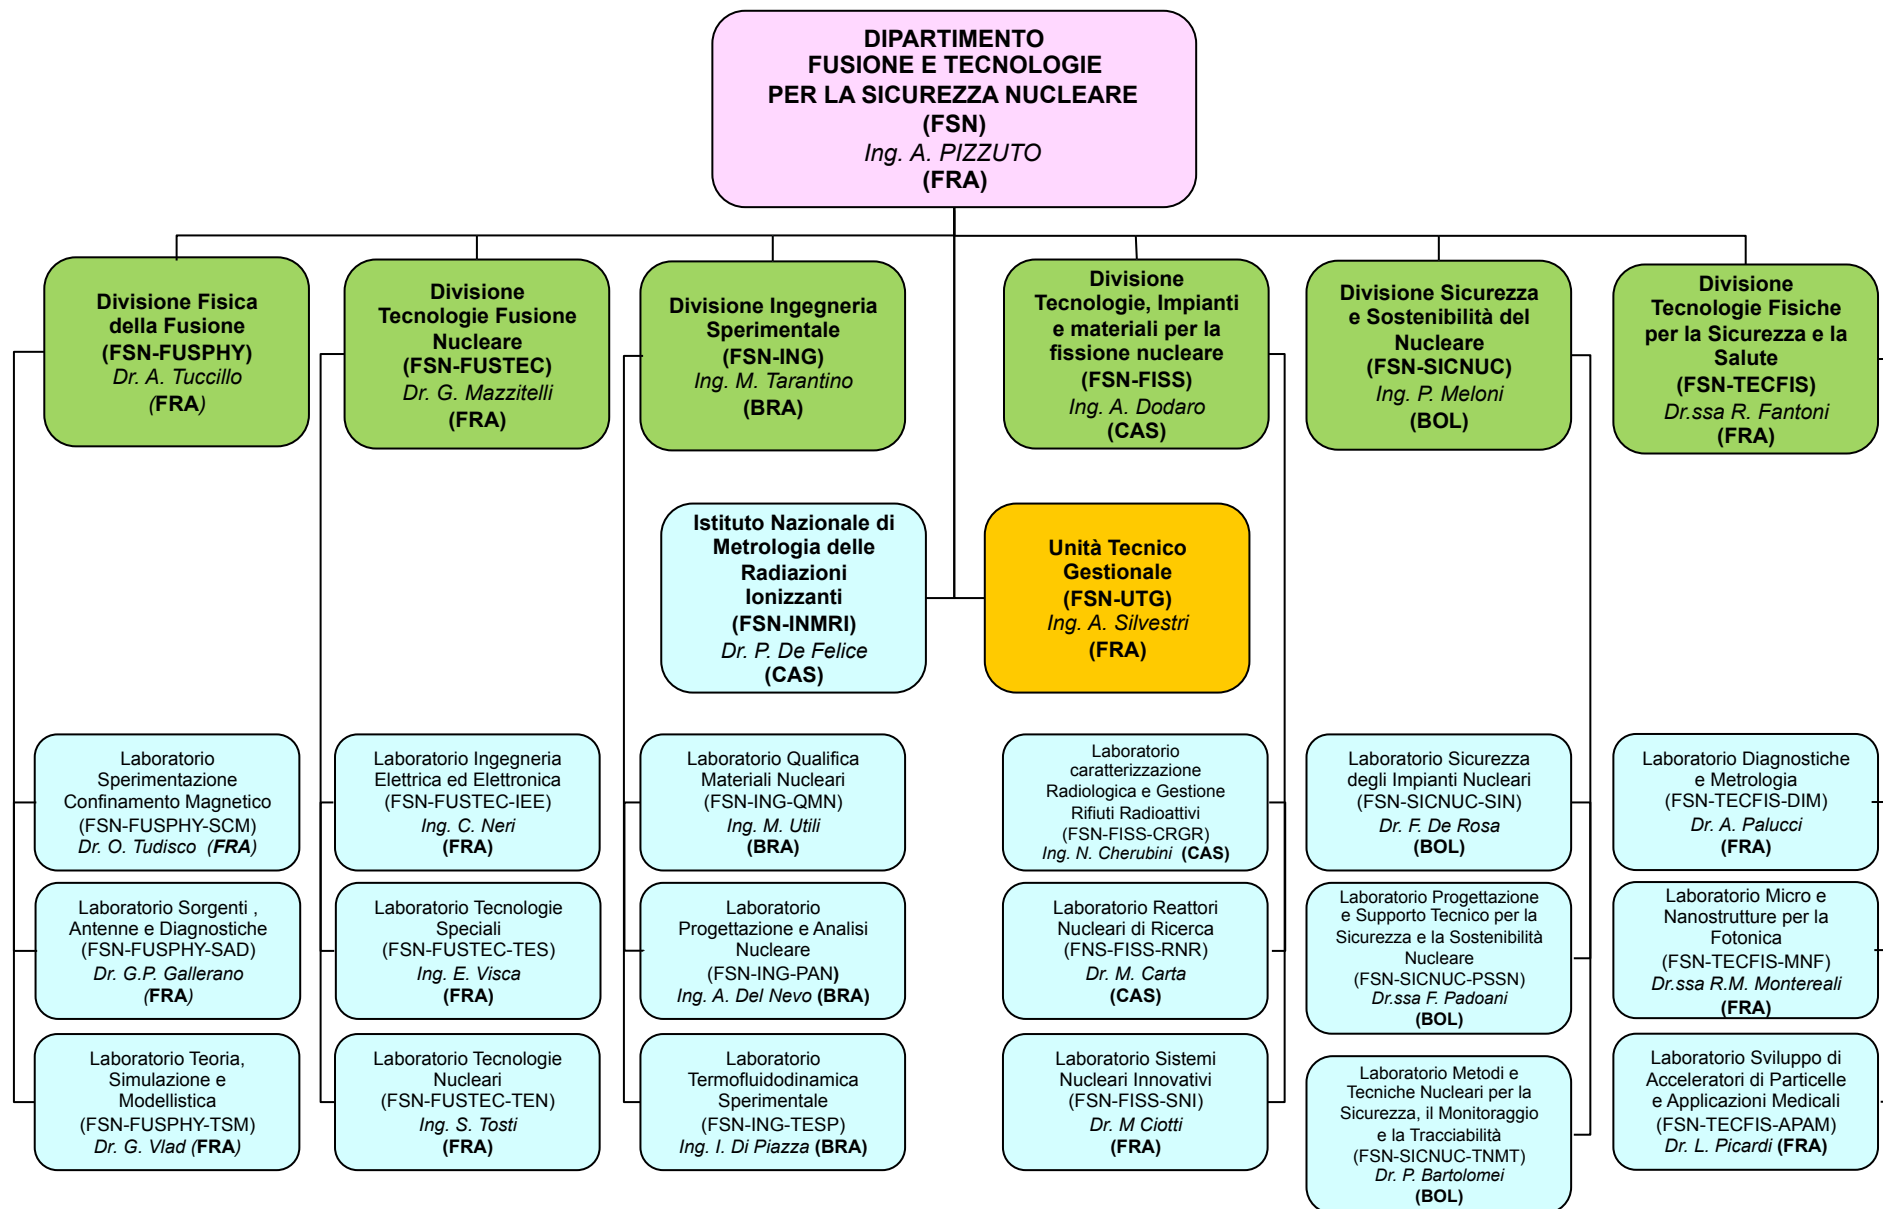 DIPARTIMENTO
FUSIONE E TECNOLOGIE
PER LA SICUREZZA NUCLEARE
(FSN)
Ing. A. PIZZUTO
(FRA)
Divisione Fisica
della Fusione
(FSN-FUSPHY)
Dr. A. Tuccillo
(FRA)
Divisione
Tecnologie Fusione
Nucleare
(FSN-FUSTEC)
Dr. G. Mazzitelli
(FRA)
Divisione Ingegneria
Sperimentale
(FSN-ING)
Ing. M. Tarantino
(BRA)
Divisione
Tecnologie, Impianti
e materiali per la
fissione nucleare
(FSN-FISS)
Ing. A. Dodaro
(CAS)
Divisione Sicurezza
e Sostenibilità del
Nucleare
(FSN-SICNUC)
Ing. P. Meloni
(BOL)
Divisione
Tecnologie Fisiche
per la Sicurezza e la
Salute
(FSN-TECFIS)
Dr.ssa R. Fantoni
(FRA)
Istituto Nazionale di
Metrologia delle
Radiazioni
Ionizzanti
(FSN-INMRI)
Dr. P. De Felice
(CAS)
Unità Tecnico
Gestionale
(FSN-UTG)
Ing. A. Silvestri
(FRA)
Laboratorio
Sperimentazione
Confinamento Magnetico
(FSN-FUSPHY-SCM)
Dr. O. Tudisco (FRA)
Laboratorio Ingegneria
Elettrica ed Elettronica
(FSN-FUSTEC-IEE)
Ing. C. Neri
(FRA)
Laboratorio Qualifica
Materiali Nucleari
(FSN-ING-QMN)
Ing. M. Utili
(BRA)
Laboratorio
caratterizzazione
Radiologica e Gestione
Rifiuti Radioattivi
(FSN-FISS-CRGR)
Ing. N. Cherubini (CAS)
Laboratorio Sicurezza
degli Impianti Nucleari
(FSN-SICNUC-SIN)
Dr. F. De Rosa
(BOL)
Laboratorio Diagnostiche
e Metrologia
(FSN-TECFIS-DIM)
Dr. A. Palucci
(FRA)
Laboratorio Sorgenti ,
Antenne e Diagnostiche
(FSN-FUSPHY-SAD)
Dr. G.P. Gallerano
(FRA)
Laboratorio Tecnologie
Speciali
(FSN-FUSTEC-TES)
Ing. E. Visca
(FRA)
Laboratorio
Progettazione e Analisi
Nucleare
(FSN-ING-PAN)
Ing. A. Del Nevo (BRA)
Laboratorio Reattori
Nucleari di Ricerca
(FNS-FISS-RNR)
Dr. M. Carta
(CAS)
Laboratorio Progettazione
e Supporto Tecnico per la
Sicurezza e la Sostenibilità
Nucleare
(FSN-SICNUC-PSSN)
Dr.ssa F. Padoani
(BOL)
Laboratorio Micro e
Nanostrutture per la
Fotonica
(FSN-TECFIS-MNF)
Dr.ssa R.M. Montereali
(FRA)
Laboratorio Teoria,
Simulazione e
Modellistica
(FSN-FUSPHY-TSM)
Dr. G. Vlad (FRA)
Laboratorio Tecnologie
Nucleari
(FSN-FUSTEC-TEN)
Ing. S. Tosti
(FRA)
Laboratorio
Termofluidodinamica
Sperimentale
(FSN-ING-TESP)
Ing. I. Di Piazza (BRA)
Laboratorio Sistemi
Nucleari Innovativi
(FSN-FISS-SNI)
Dr. M Ciotti
(FRA)
Laboratorio Metodi e
Tecniche Nucleari per la
Sicurezza, il Monitoraggio
e la Tracciabilità
(FSN-SICNUC-TNMT)
Dr. P. Bartolomei
(BOL)
Laboratorio Sviluppo di
Acceleratori di Particelle
e Applicazioni Medicali
(FSN-TECFIS-APAM)
Dr. L. Picardi (FRA)